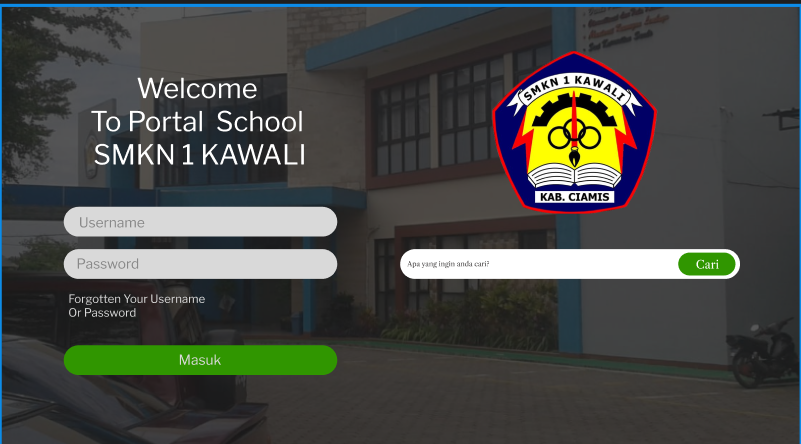 Welcome
To Portal School
SMKN 1 KAWALI
Username
Password
Forgotten Your Username
Or Password
Masuk
SMKN 1 KAWALI
KAB. CIAMIS
Apa yang ingin anda cari?
Cari